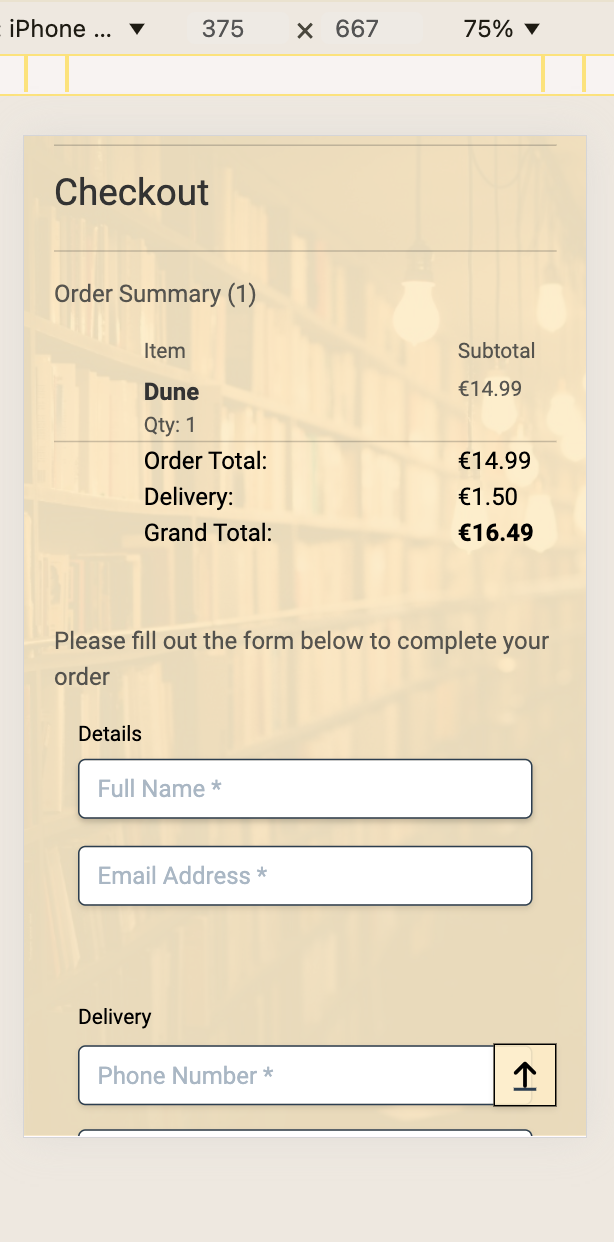 : iPhone ... ▼ 375 × 667 75% ▼
Checkout
Order Summary (1)
Item Subtotal
Dune €14.99
Qty: 1
Order Total: €14.99
Delivery: €1.50
Grand Total: €16.49
Please fill out the form below to complete your
order
Details
Full Name *
Email Address *
Delivery
Phone Number *